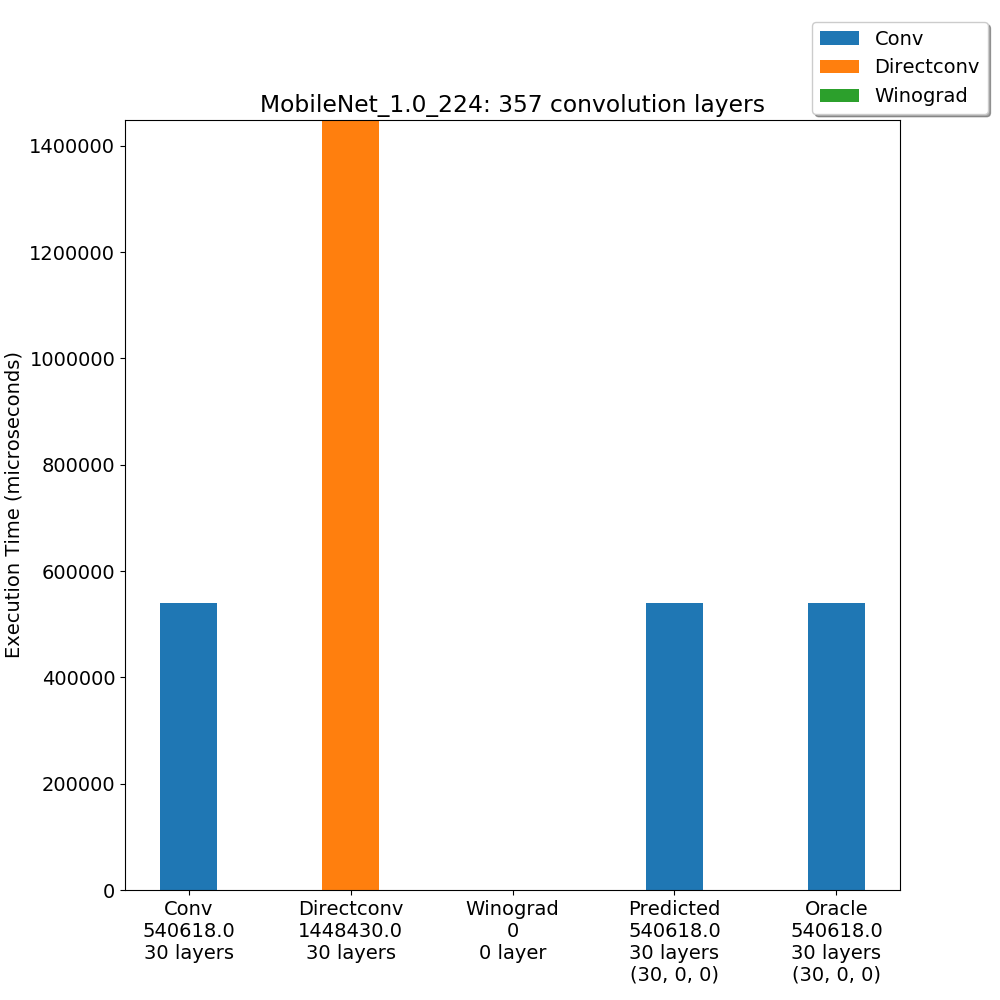 Conv
Directconv
Winograd
MobileNet_1.0_224: 357 convolution layers
Execution Time (microseconds)
1400000
1200000
1000000
800000
600000
400000
200000
0
Conv
540618.0
30 layers
Directconv
1448430.0
30 layers
Winograd
0
0 layer
Predicted
540618.0
30 layers
(30, 0, 0)
Oracle
540618.0
30 layers
(30, 0, 0)